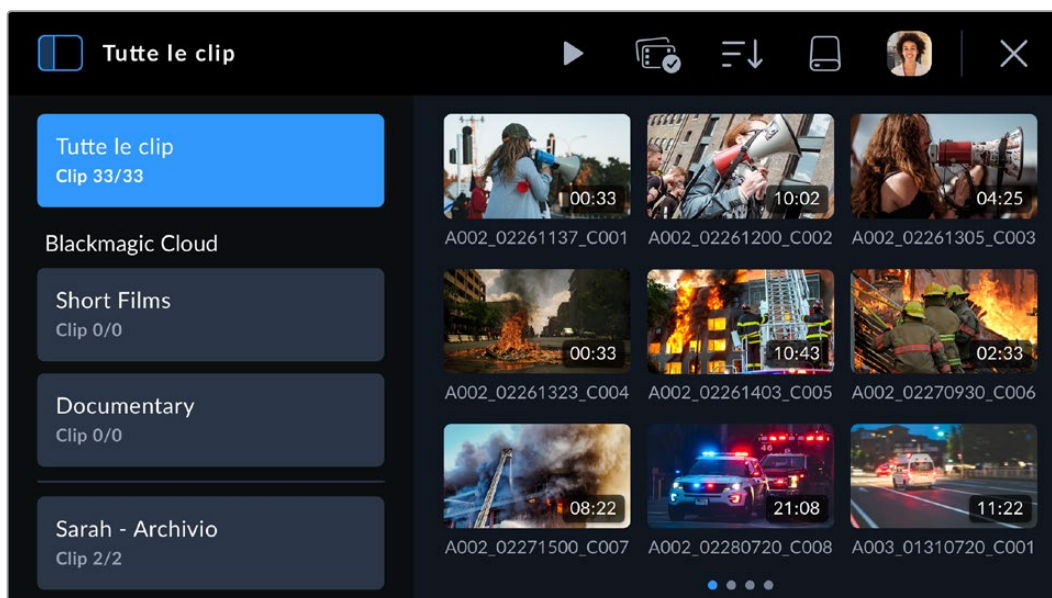 Tutte le clip
Tutte le clip
Clip 33/33
Blackmagic Cloud
Short Films
Clip 0/0
Documentary
Clip 0/0
Sarah - Archivio
Clip 2/2
00:33
10:02
04:25
A002_02261137_C001
A002_02261200_C002
A002_02261305_C003
00:33
10:43
02:33
A002_02261323_C004
A002_02261403_C005
A002_02270930_C006
08:22
21:08
11:22
A002_02271500_C007
A002_02280720_C008
A003_01310720_C001